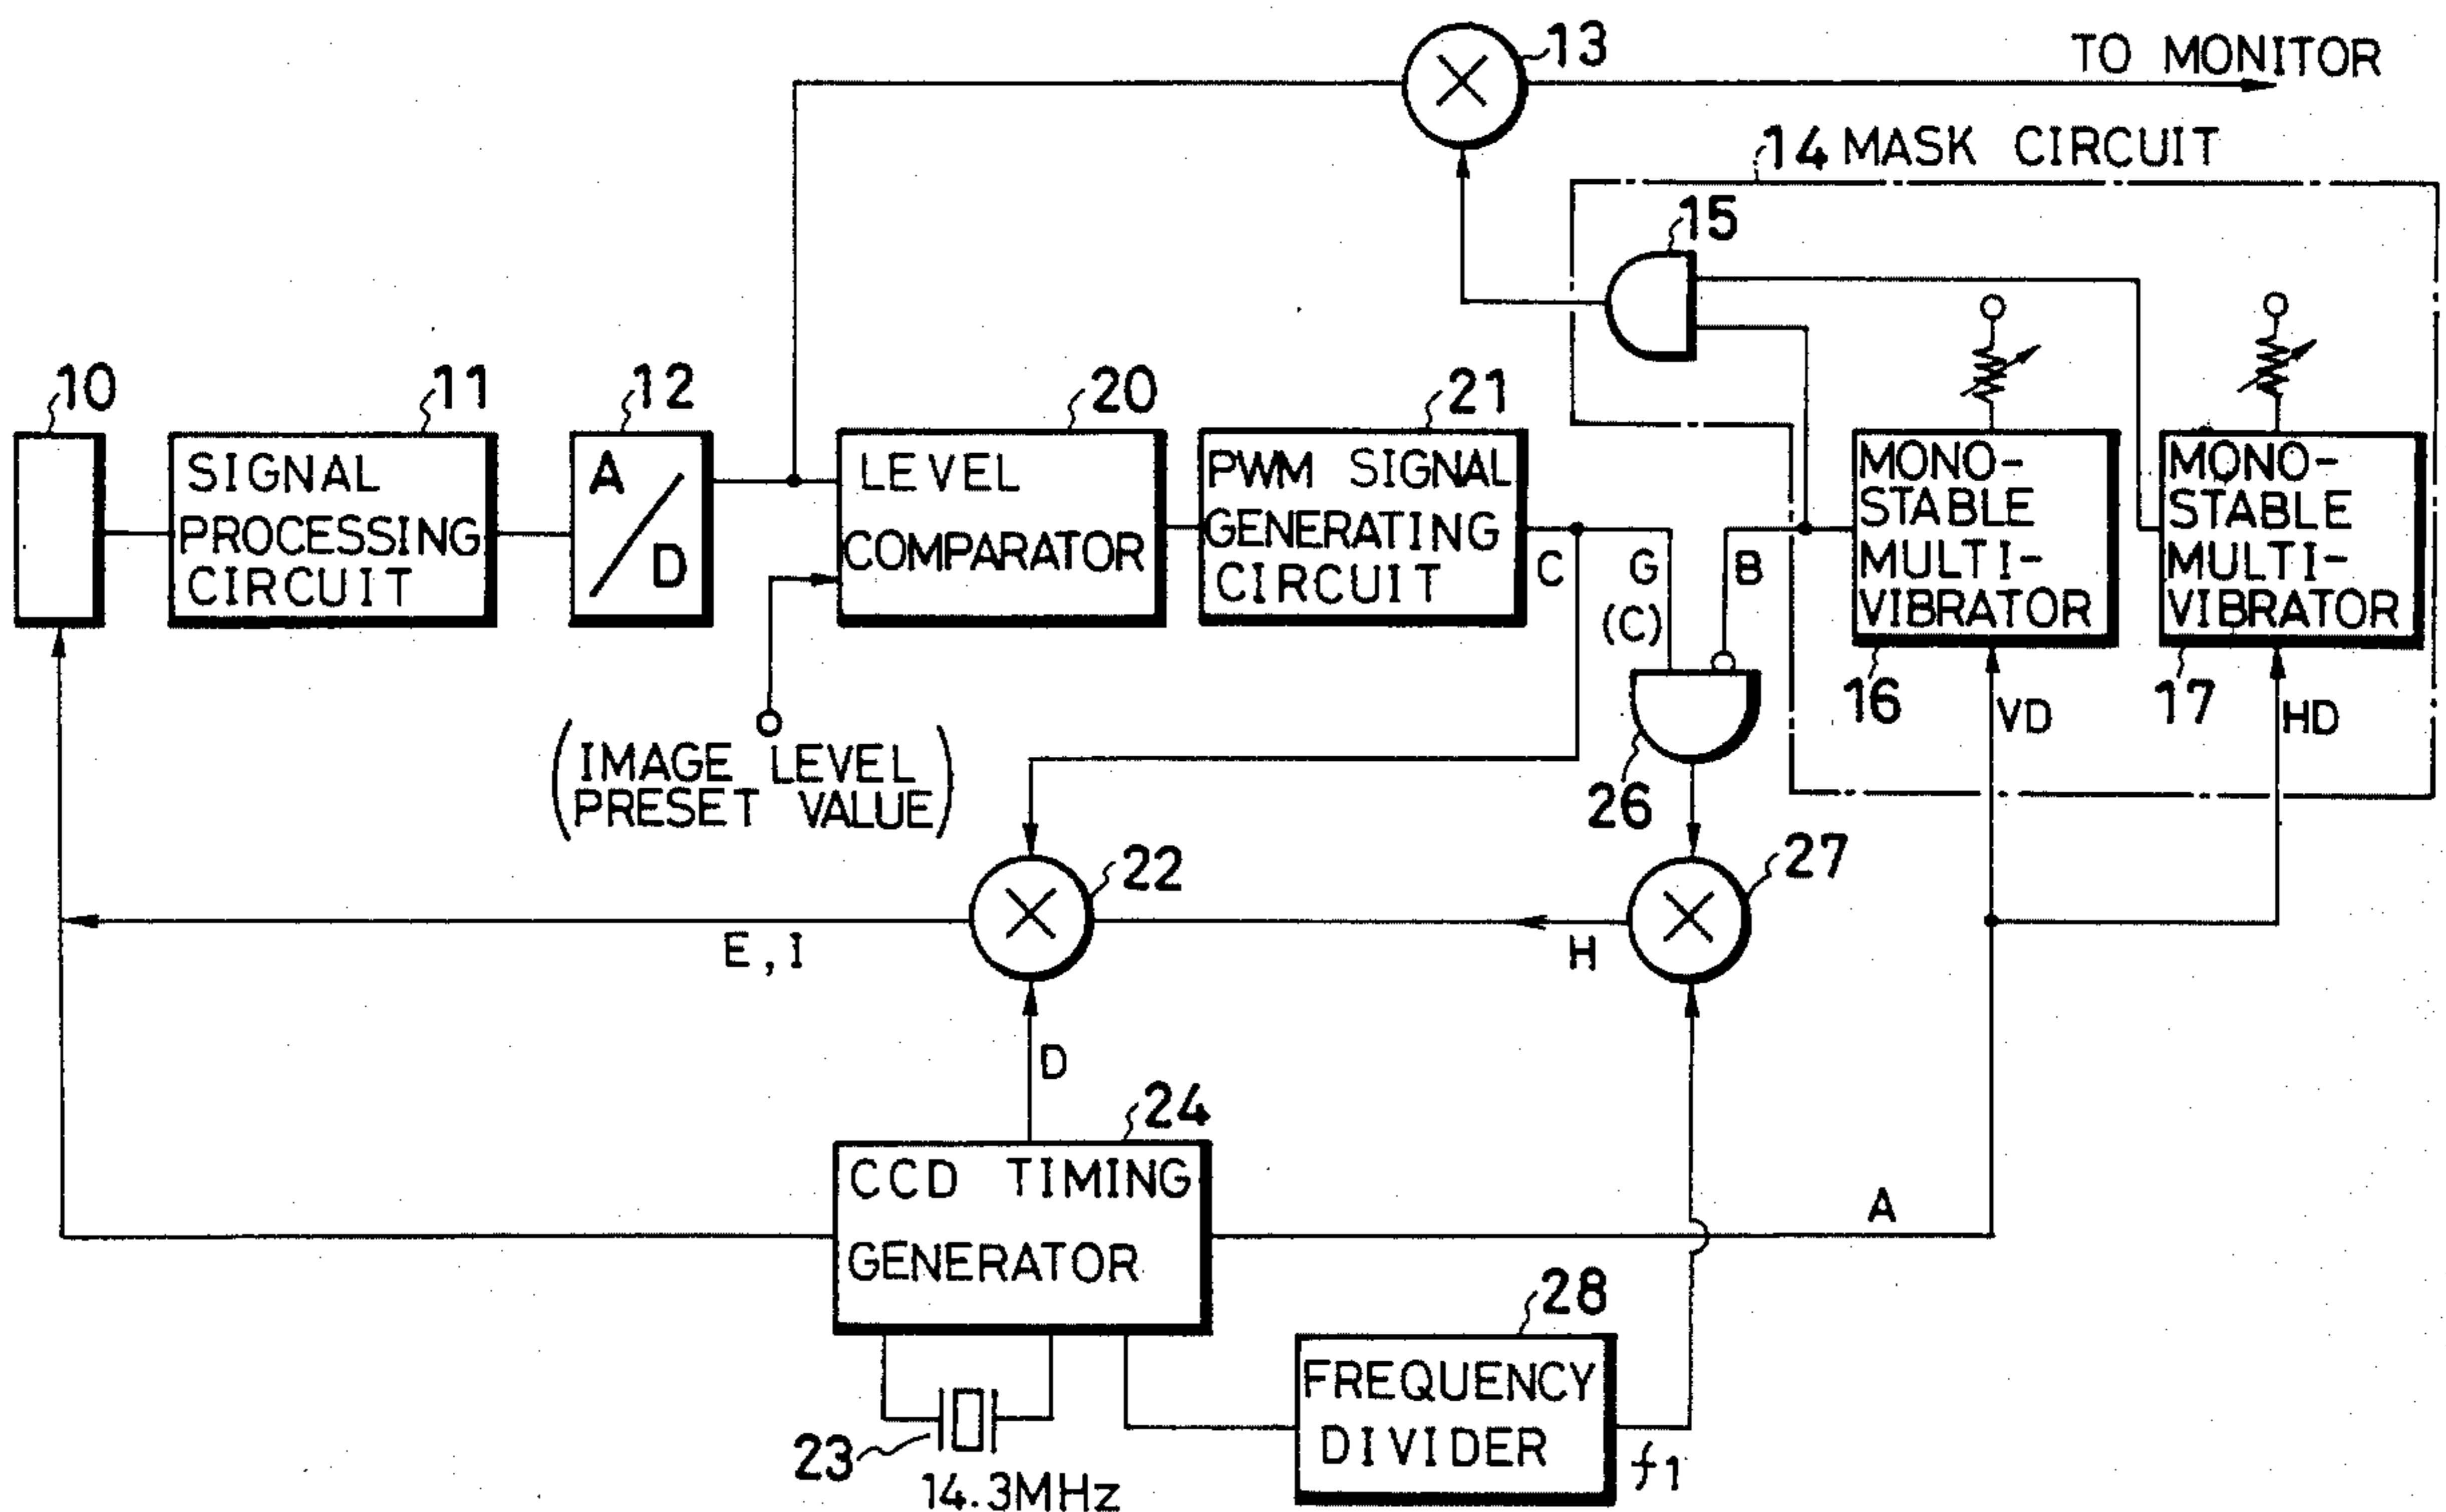 13
TO MONITOR
14 MASK CIRCUIT
15
10
11
12
20
21
SIGNAL
PROCESSING
CIRCUIT
A/D
LEVEL
COMPARATOR
PWM SIGNAL
GENERATING
CIRCUIT
C
G
(C)
B
MONO-
STABLE
MULTI-
VIBRATOR
MONO-
STABLE
MULTI-
VIBRATOR
16
VD
17
HD
(IMAGE LEVEL
PRESET VALUE)
26
22
27
E, I
H
D
24
CCD TIMING
GENERATOR
A
28
FREQUENCY
DIVIDER
f1
23
14.3MHz